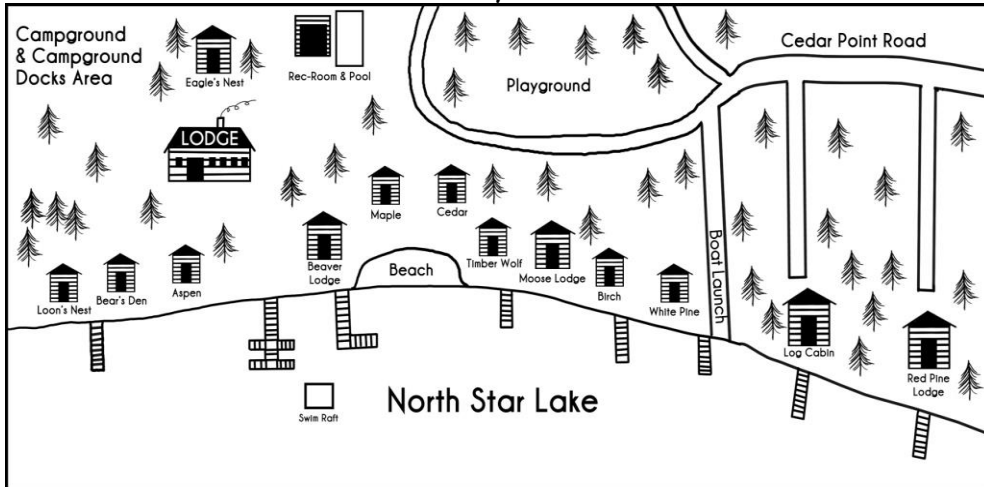 Campground
& Campground
Docks Area
Eagle's Nest
Rec-Room & Pool
Playground
Cedar Point Road
LODGE
Maple
Cedar
Beaver
Lodge
Beach
Timber Wolf
Moose Lodge
Birch
White Pine
Boat Launch
Loon's Nest
Bear's Den
Aspen
Log Cabin
Red Pine
Lodge
Swim Raft
North Star Lake